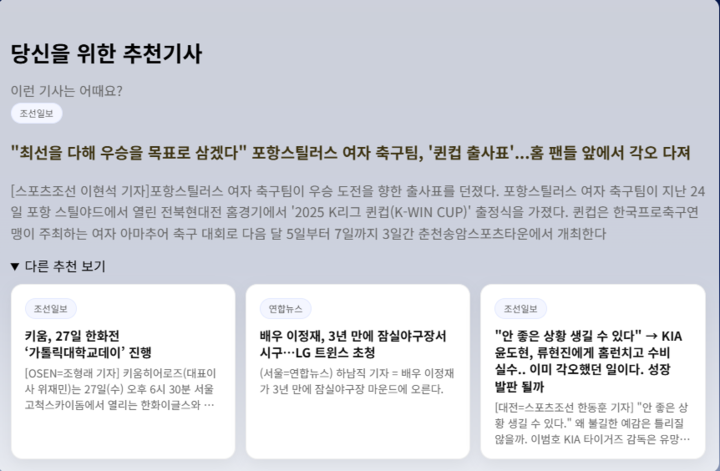 당신을 위한 추천기사
이런 기사는 어때요?
조선일보
"최선을 다해 우승을 목표로 삼겠다" 포항스틸러스 여자 축구팀, '퀸컵 출사표'...홈 팬들 앞에서 각오 다져
[스포츠조선 이현석 기자]포항스틸러스 여자 축구팀이 우승 도전을 향한 출사표를 던졌다. 포항스틸러스 여자 축구팀이 지난 24
일 포항 스틸야드에서 열린 전북현대전 홈경기에서 '2025 K리그 퀸컵(K-WIN CUP)' 출정식을 가졌다. 퀸컵은 한국프로축구연
맹이 주최하는 여자 아마추어 축구 대회로 다음 달 5일부터 7일까지 3일간 춘천송암스포츠타운에서 개최한다
▼ 다른 추천 보기
조선일보
키움, 27일 한화전
‘가톨릭대학교데이’ 진행
[OSEN=조형래 기자] 키움히어로즈(대표이
사 위재민)는 27일(수) 오후 6시 30분 서울
고척스카이돔에서 열리는 한화이글스와 …
연합뉴스
배우 이정재, 3년 만에 잠실야구장서
시구…LG 트윈스 초청
(서울=연합뉴스) 하남직 기자 = 배우 이정재
가 3년 만에 잠실야구장 마운드에 오른다.
조선일보
"안 좋은 상황 생길 수 있다" → KIA
윤도현, 류현진에게 홈런치고 수비
실수.. 이미 각오했던 일이다. 성장
발판 될까
[대전=스포츠조선 한동훈 기자] "안 좋은 상
황 생길 수 있다." 왜 불길한 예감은 틀리질
않을까. 이범호 KIA 타이거즈 감독은 유망…